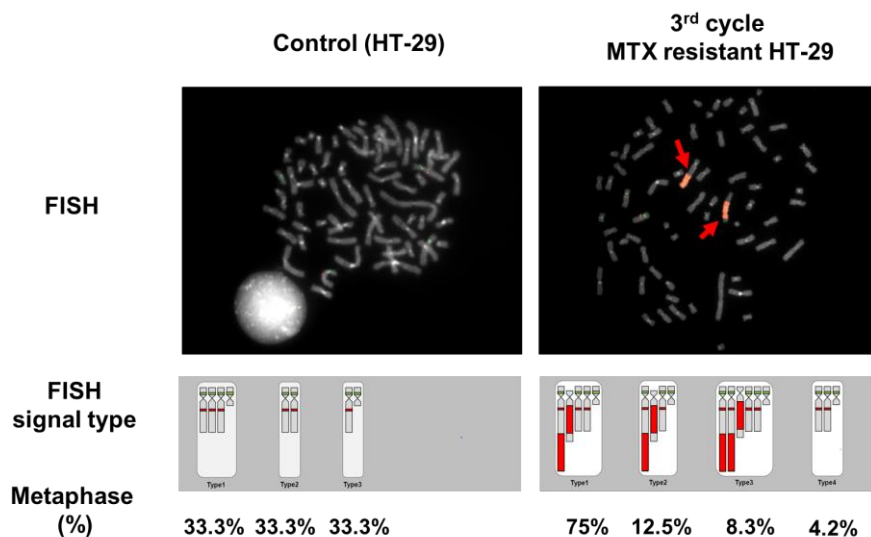 Control (HT-29)
3rd cycle
MTX resistant HT-29
FISH
FISH
signal type
Type1 Type2 Type3 Type1 Type2 Type3 Type4
Metaphase
(%)
33.3% 33.3% 33.3% 75% 12.5% 8.3% 4.2%